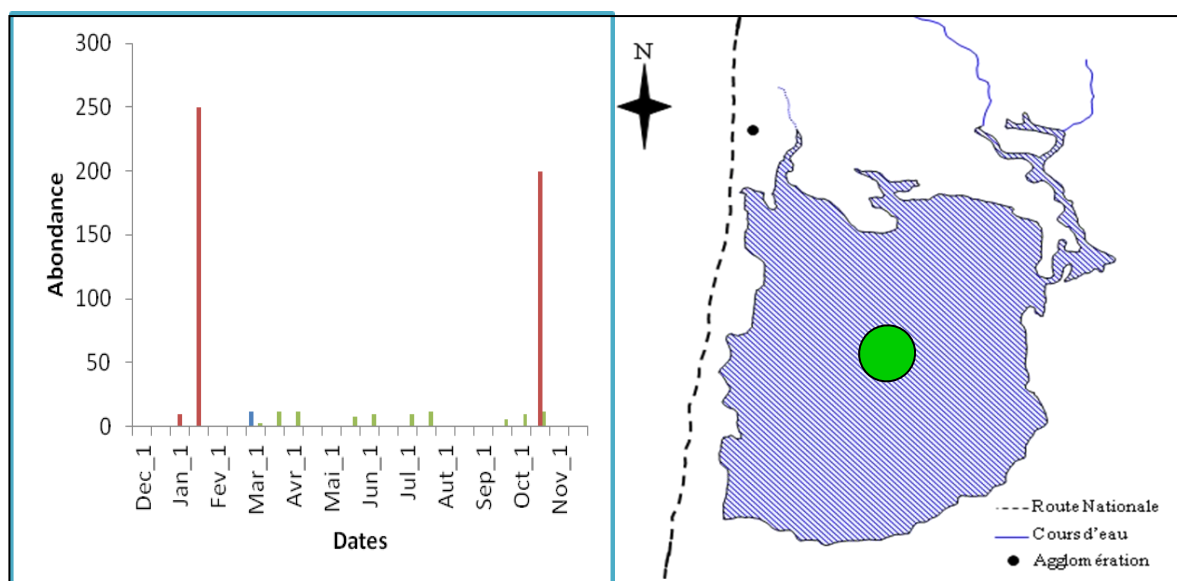 300
250
200
150
100
50
0
Abondance
Dec_1
Jan_1
Fev_1
Mar_1
Avr_1
Mai_1
Jun_1
Jul_1
Aut_1
Sep_1
Oct_1
Nov_1
Dates
N
Route Nationale
Cours d'eau
Agglomération